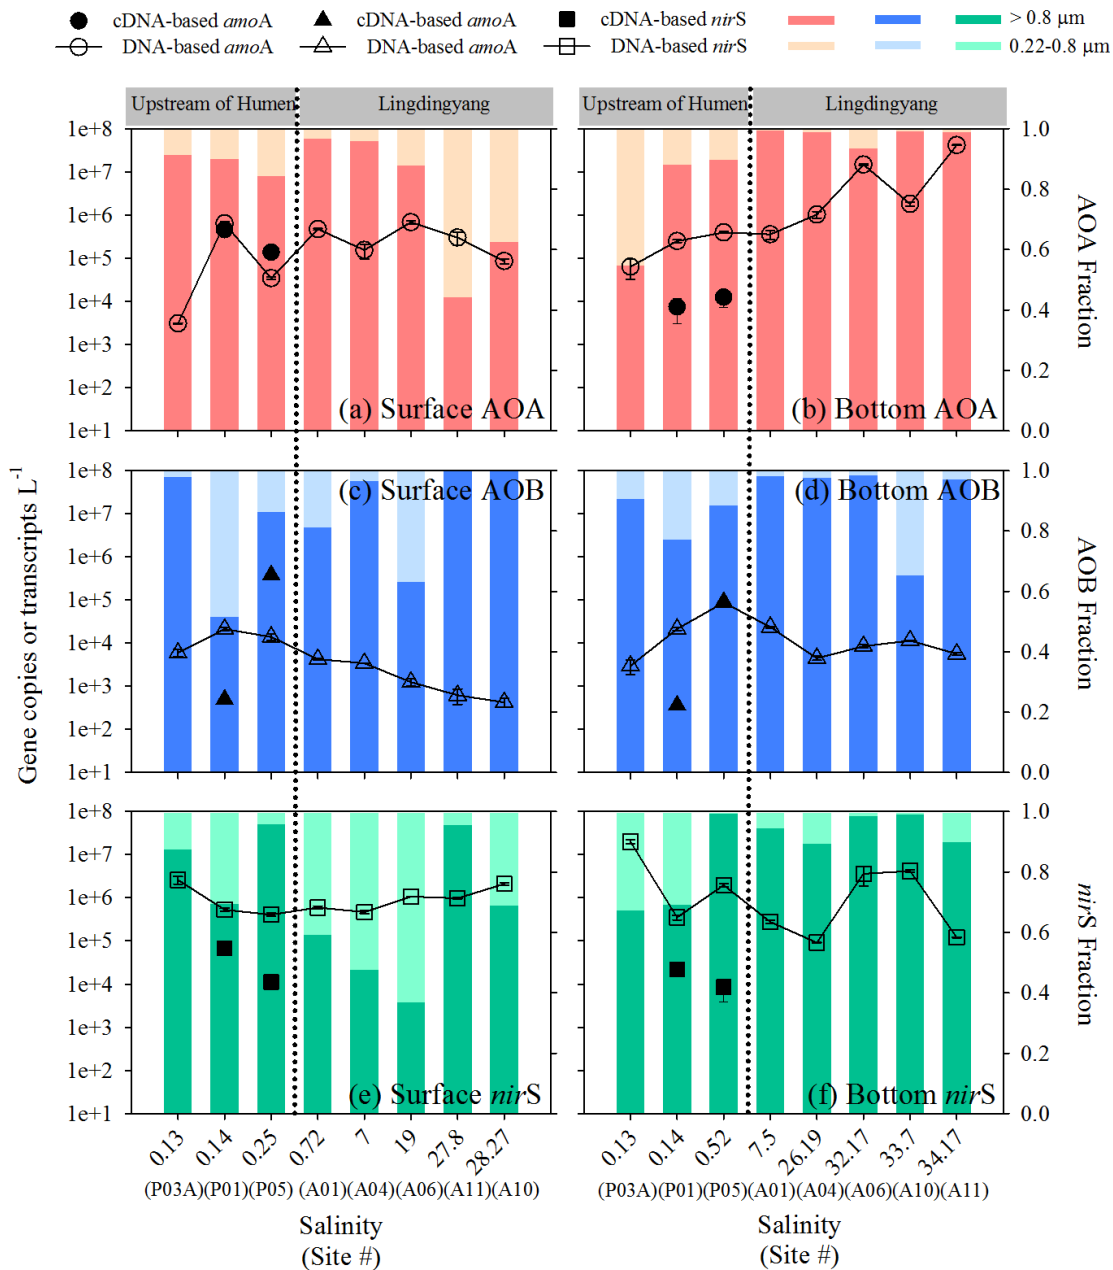 cDNA-based amoA cDNA-based amoA cDNA-based nirS > 0.8 μm
DNA-based amoA DNA-based amoA DNA-based nirS 0.22-0.8 μm
Upstream of Humen Lingdingyang Upstream of Humen Lingdingyang
1e+8 1.0
1e+7
0.8
1e+6
1e+5 0.6
1e+4 0.4
1e+3
0.2
1e+2
1e+1 0.0
(a) Surface AOA (b) Bottom AOA
AOA Fraction
1e+8 1.0
1e+7
0.8
1e+6
1e+5 0.6
1e+4 0.4
1e+3
0.2
1e+2
1e+1 0.0
(c) Surface AOB (d) Bottom AOB
AOB Fraction
Gene copies or transcripts L-1
1e+8 1.0
1e+7
0.8
1e+6
1e+5 0.6
1e+4 0.4
1e+3
0.2
1e+2
1e+1 0.0
(e) Surface nirS (f) Bottom nirS
nirS Fraction
0.13 0.14 0.25 0.72 7 19 27.8 28.27 0.13 0.14 0.52 7.5 26.19 32.17 33.7 34.17
(P03A)(P01)(P05) (A01)(A04)(A06)(A11)(A10) (P03A)(P01)(P05)(A01)(A04)(A06)(A10)(A11)
Salinity Salinity
(Site #) (Site #)